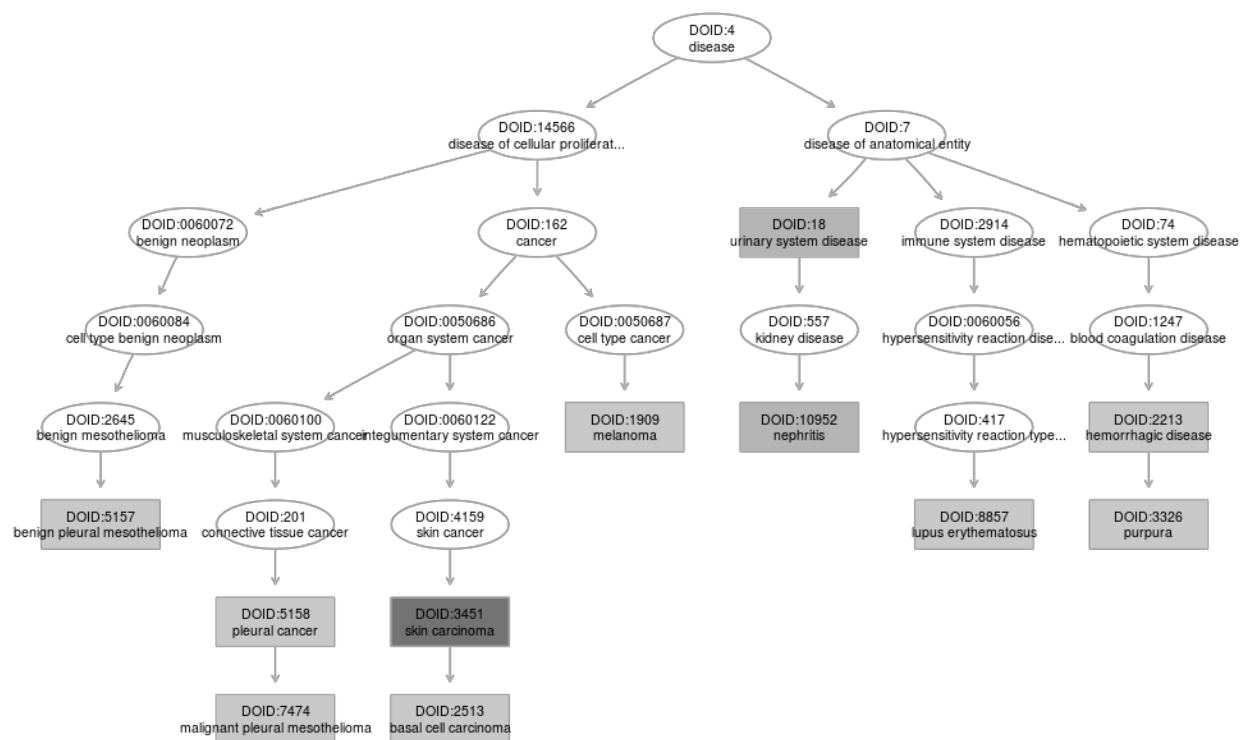 DOID:4
disease
DOID:14566
disease of cellular proliferat...
DOID:7
disease of anatomical entity
DOID:0060072
benign neoplasm
DOID:162
cancer
DOID:18
urinary system disease
DOID:2914
immune system disease
DOID:74
hematopoietic system disease
DOID:0060084
cell type benign neoplasm
DOID:0050686
organ system cancer
DOID:0050687
cell type cancer
DOID:557
kidney disease
DOID:0060056
hypersensitivity reaction dise...
DOID:1247
blood coagulation disease
DOID:2645
benign mesothelioma
DOID:0060100
musculoskeletal system cancer
DOID:0060122
integumentary system cancer
DOID:1909
melanoma
DOID:10952
nephritis
DOID:417
hypersensitivity reaction type...
DOID:2213
hemorrhagic disease
DOID:5157
benign pleural mesothelioma
DOID:201
connective tissue cancer
DOID:4159
skin cancer
DOID:8857
lupus erythematosus
DOID:3326
purpura
DOID:5158
pleural cancer
DOID:3451
skin carcinoma
DOID:7474
malignant pleural mesothelioma
DOID:2513
basal cell carcinoma